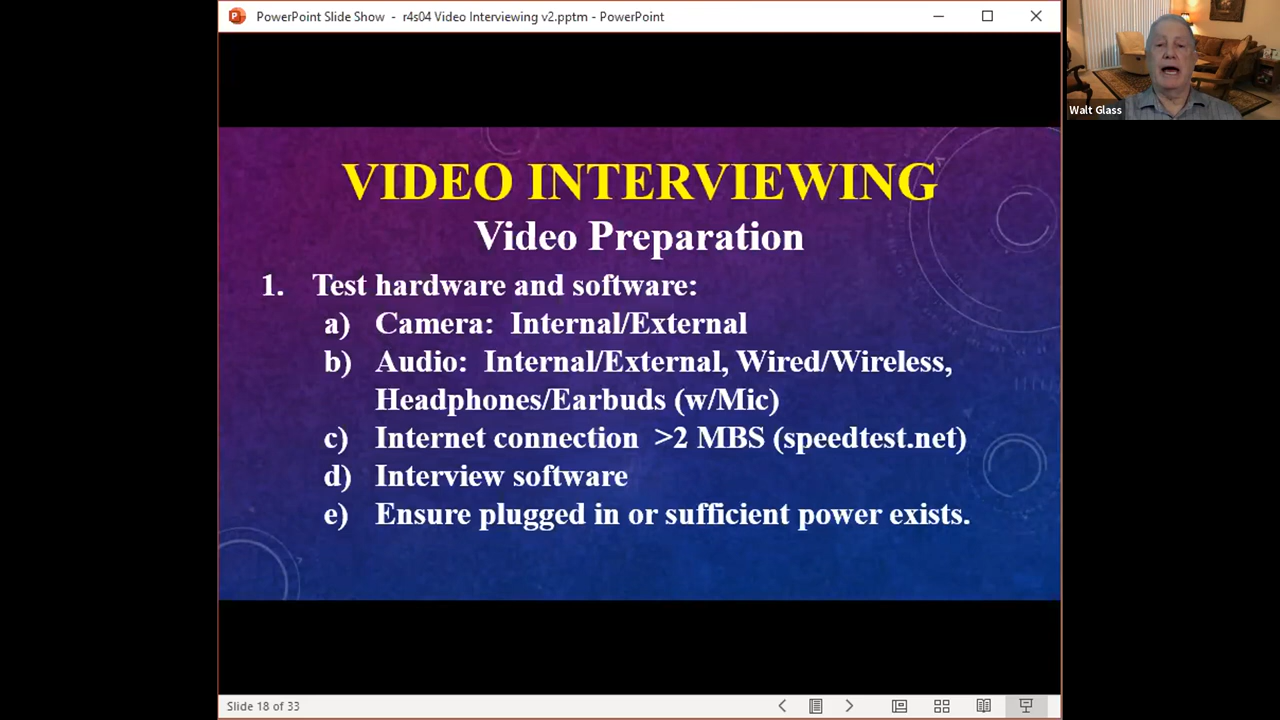 PowerPoint Slide Show - r4s04 Video Interviewing v2.pptm - PowerPoint
Walt Glass
VIDEO INTERVIEWING
Video Preparation
1. Test hardware and software:
a) Camera: Internal/External
b) Audio: Internal/External, Wired/Wireless,
Headphones/Earbuds (w/Mic)
c) Internet connection >2 MBS (speedtest.net)
d) Interview software
e) Ensure plugged in or sufficient power exists.
Slide 18 of 33